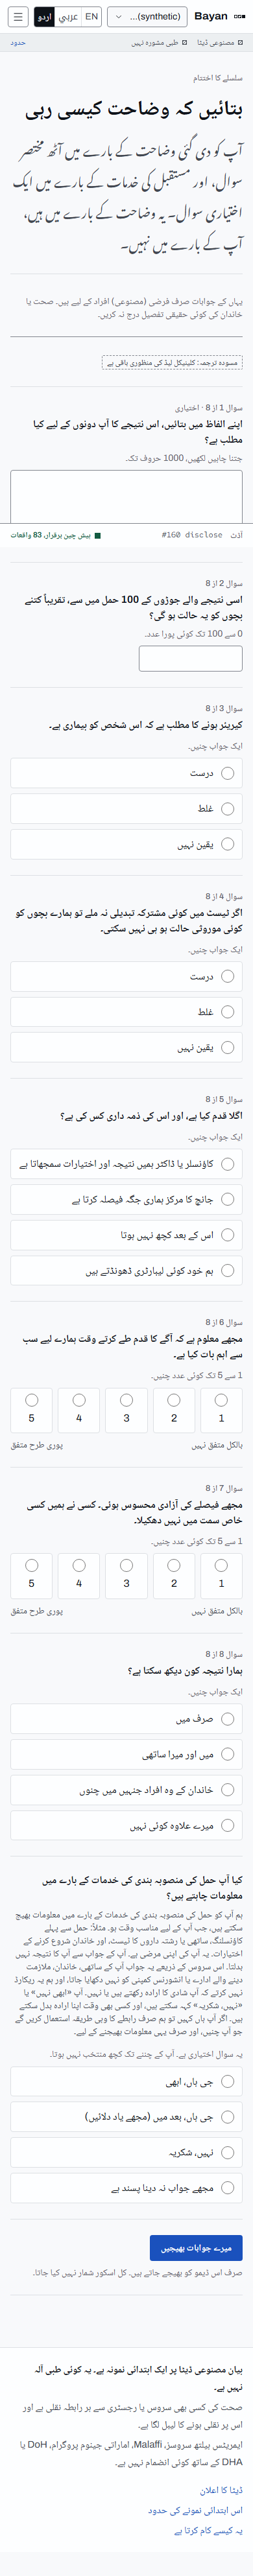 Bayan
(synthetic)...
EN
عربي
اردو
مصنوعی ڈیٹا
طبی مشورہ نہیں
حدود
سلسلے کا اختتام
بتائیں کہ وضاحت کیسی رہی
آپ کو دی گئی وضاحت کے بارے میں آٹھ مختصر
سوال، اور مستقبل کی خدمات کے بارے میں ایک
اختیاری سوال۔ یہ وضاحت کے بارے میں ہیں،
آپ کے بارے میں نہیں۔
یہاں کے جوابات صرف فرضی (مصنوعی) افراد کے لیے ہیں۔ صحت یا
خاندان کی کوئی حقیقی تفصیل درج نہ کریں۔
مسودہ ترجمہ: کلینیکل لیڈ کی منظوری باقی ہے
سوال 1 از 8 · اختیاری
اپنے الفاظ میں بتائیں، اس نتیجے کا آپ دونوں کے لیے کیا
مطلب ہے؟
جتنا چاہیں لکھیں، 1000 حروف تک۔
آڈٹ
#160 disclose
ہیش چین برقرار، 83 واقعات
سوال 2 از 8
اسی نتیجے والے جوڑوں کے 100 حمل میں سے، تقریباً کتنے
بچوں کو یہ حالت ہو گی؟
0 سے 100 تک کوئی پورا عدد۔
سوال 3 از 8
کیریئر ہونے کا مطلب ہے کہ اس شخص کو بیماری ہے۔
ایک جواب چنیں۔
درست
غلط
یقین نہیں
سوال 4 از 8
اگر ٹیسٹ میں کوئی مشترکہ تبدیلی نہ ملے تو ہمارے بچوں کو
کوئی موروثی حالت ہو ہی نہیں سکتی۔
ایک جواب چنیں۔
درست
غلط
یقین نہیں
سوال 5 از 8
اگلا قدم کیا ہے، اور اس کی ذمہ داری کس کی ہے؟
ایک جواب چنیں۔
کاؤنسلر یا ڈاکٹر ہمیں نتیجہ اور اختیارات سمجھاتا ہے
جانچ کا مرکز ہماری جگہ فیصلہ کرتا ہے
اس کے بعد کچھ نہیں ہوتا
ہم خود کوئی لیبارٹری ڈھونڈتے ہیں
سوال 6 از 8
مجھے معلوم ہے کہ آگے کا قدم طے کرتے وقت ہمارے لیے سب
سے اہم بات کیا ہے۔
1 سے 5 تک کوئی عدد چنیں۔
1 2 3 4 5
بالکل متفق نہیں
پوری طرح متفق
سوال 7 از 8
مجھے فیصلے کی آزادی محسوس ہوئی۔ کسی نے ہمیں کسی
خاص سمت میں نہیں دھکیلا۔
1 سے 5 تک کوئی عدد چنیں۔
1 2 3 4 5
بالکل متفق نہیں
پوری طرح متفق
سوال 8 از 8
ہمارا نتیجہ کون دیکھ سکتا ہے؟
ایک جواب چنیں۔
صرف میں
میں اور میرا ساتھی
خاندان کے وہ افراد جنہیں میں چنوں
میرے علاوہ کوئی نہیں
کیا آپ حمل کی منصوبہ بندی کی خدمات کے بارے میں
معلومات چاہتے ہیں؟
ہم آپ کو حمل کی منصوبہ بندی کی خدمات کے بارے میں معلومات بھیج
سکتے ہیں، جب آپ کے لیے مناسب وقت ہو۔ مثلاً: حمل سے پہلے
کاؤنسلنگ، ساتھی یا رشتہ داروں کا ٹیسٹ، اور خاندان شروع کرنے کے
اختیارات۔ یہ آپ کی اپنی مرضی ہے۔ آپ کے جواب سے آپ کا نتیجہ نہیں
بدلتا۔ اس سروس کے ذریعے یہ جواب آپ کے ساتھی، خاندان، ملازمت
دینے والے ادارے یا انشورنس کمپنی کو نہیں دکھایا جاتا، اور ہم یہ ریکارڈ
نہیں کرتے کہ آپ شادی کا ارادہ رکھتے ہیں یا نہیں۔ آپ «ابھی نہیں» یا
«نہیں، شکریہ» کہہ سکتے ہیں، اور کسی بھی وقت اپنا ارادہ بدل سکتے
ہیں۔ اگر آپ ہاں کہیں تو ہم صرف رابطے کا وہی طریقہ استعمال کریں گے
جو آپ چنیں، اور صرف یہی معلومات بھیجنے کے لیے۔
یہ سوال اختیاری ہے۔ آپ کے چننے تک کچھ منتخب نہیں ہوتا۔
جی ہاں، ابھی
جی ہاں، بعد میں (مجھے یاد دلائیں)
نہیں، شکریہ
مجھے جواب نہ دینا پسند ہے
میرے جوابات بھیجیں
صرف اس ڈیمو کو بھیجے جاتے ہیں۔ کل اسکور شمار نہیں کیا جاتا۔
بیان مصنوعی ڈیٹا پر ایک ابتدائی نمونہ ہے۔ یہ کوئی طبی آلہ
نہیں ہے۔
صحت کی کسی بھی سروس یا رجسٹری سے ہر رابطہ نقلی ہے اور
اس پر نقلی ہونے کا لیبل لگا ہے۔
ایمریٹس ہیلتھ سروسز، Malaffi، اماراتی جینوم پروگرام، DoH یا
DHA کے ساتھ کوئی انضمام نہیں ہے۔
ڈیٹا کا اعلان
اس ابتدائی نمونے کی حدود
یہ کیسے کام کرتا ہے